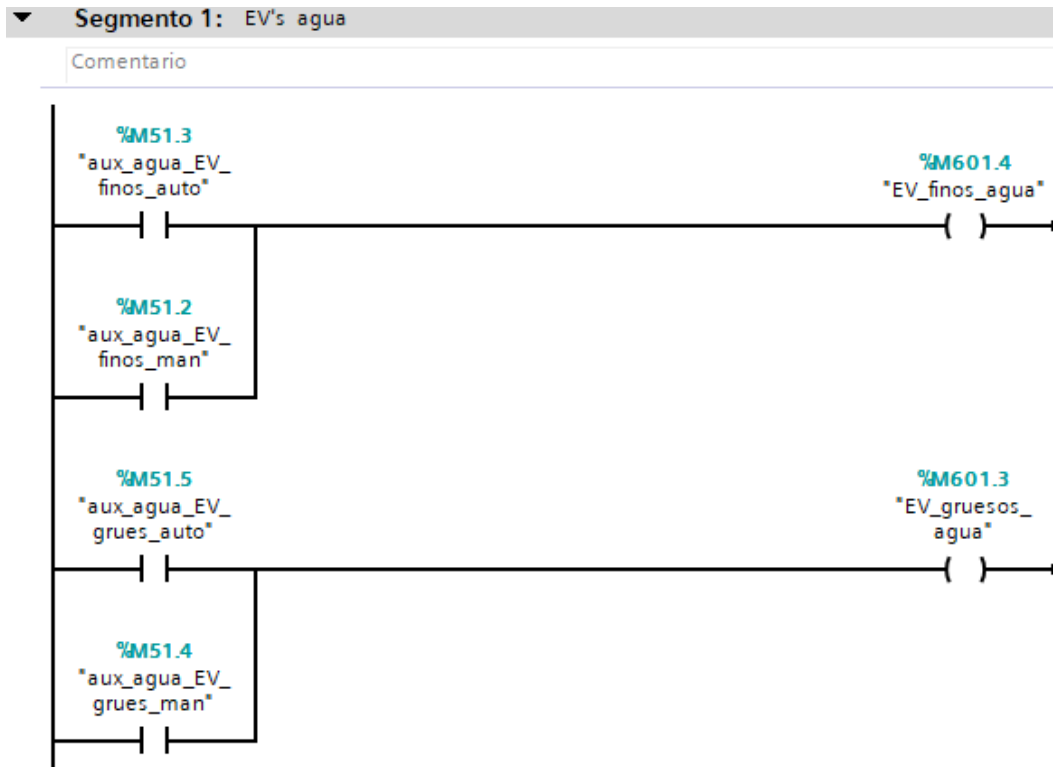 Segmento 1: EV's agua
Comentario
%M51.3
"aux_agua_EV_
finos_auto"
%M601.4
"EV_finos_agua"
%M51.2
"aux_agua_EV_
finos_man"
%M51.5
"aux_agua_EV_
grues_auto"
%M601.3
"EV_gruesos_
agua"
%M51.4
"aux_agua_EV_
grues_man"